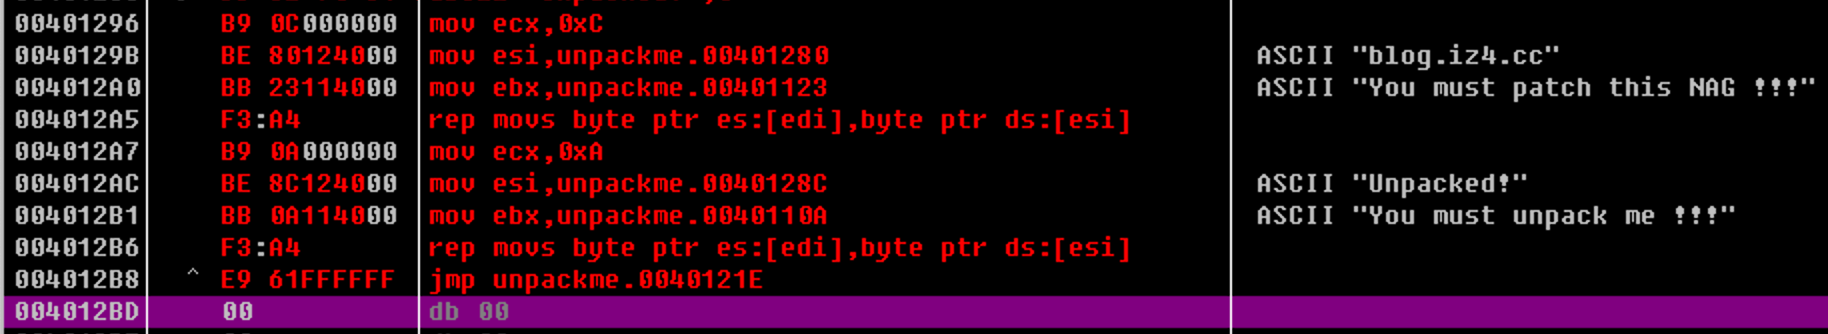 00401296 B9 0C000000 mov ecx,0xC
0040129B BE 80124000 mov esi,unpackme.00401280 ASCII "blog.iz4.cc"
004012A0 BB 23114000 mov ebx,unpackme.00401123 ASCII "You must patch this NAG !!!"
004012A5 F3:A4 rep movs byte ptr es:[edi],byte ptr ds:[esi]
004012A7 B9 0A000000 mov ecx,0xA
004012AC BE 8C124000 mov esi,unpackme.0040128C ASCII "Unpacked!"
004012B1 BB 0A114000 mov ebx,unpackme.0040110A ASCII "You must unpack me !!!"
004012B6 F3:A4 rep movs byte ptr es:[edi],byte ptr ds:[esi]
004012B8 ^ E9 61FFFFFF jmp unpackme.0040121E
004012BD 00 db 00